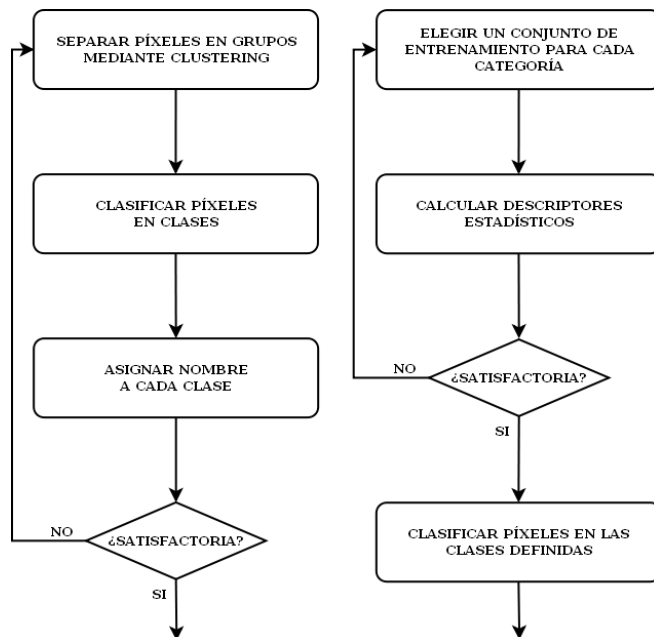 SEPARAR PÍXELES EN GRUPOS
MEDIANTE CLUSTERING
CLASIFICAR PÍXELES
EN CLASES
ASIGNAR NOMBRE
A CADA CLASE
¿SATISFACTORIA?
NO
SI
ELEGIR UN CONJUNTO DE
ENTRENAMIENTO PARA CADA
CATEGORÍA
CALCULAR DESCRIPTORES
ESTADÍSTICOS
¿SATISFACTORIA?
NO
SI
CLASIFICAR PÍXELES EN LAS
CLASES DEFINIDAS